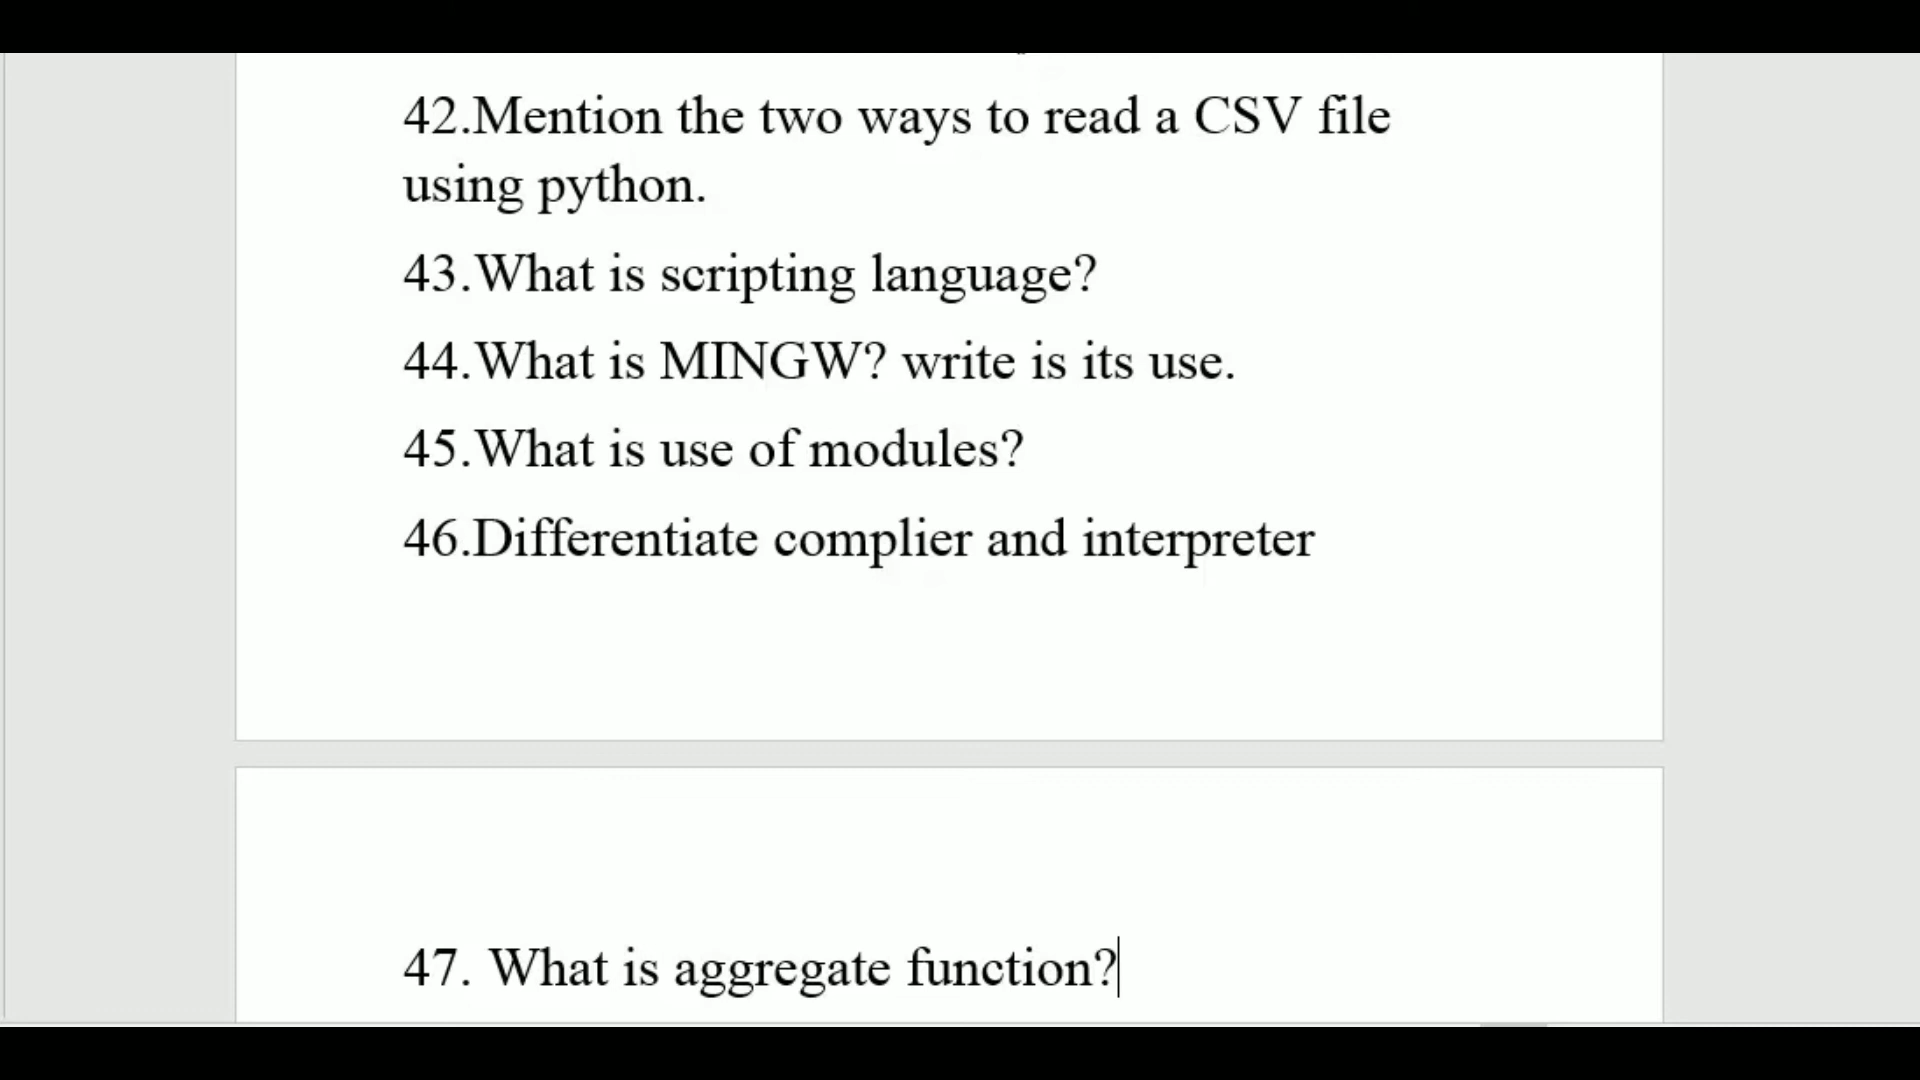 42.Mention the two ways to read a CSV file
using python.
43.What is scripting language?
44.What is MINGW? write is its use.
45.What is use of modules?
46.Differentiate complier and interpreter
47. What is aggregate function?